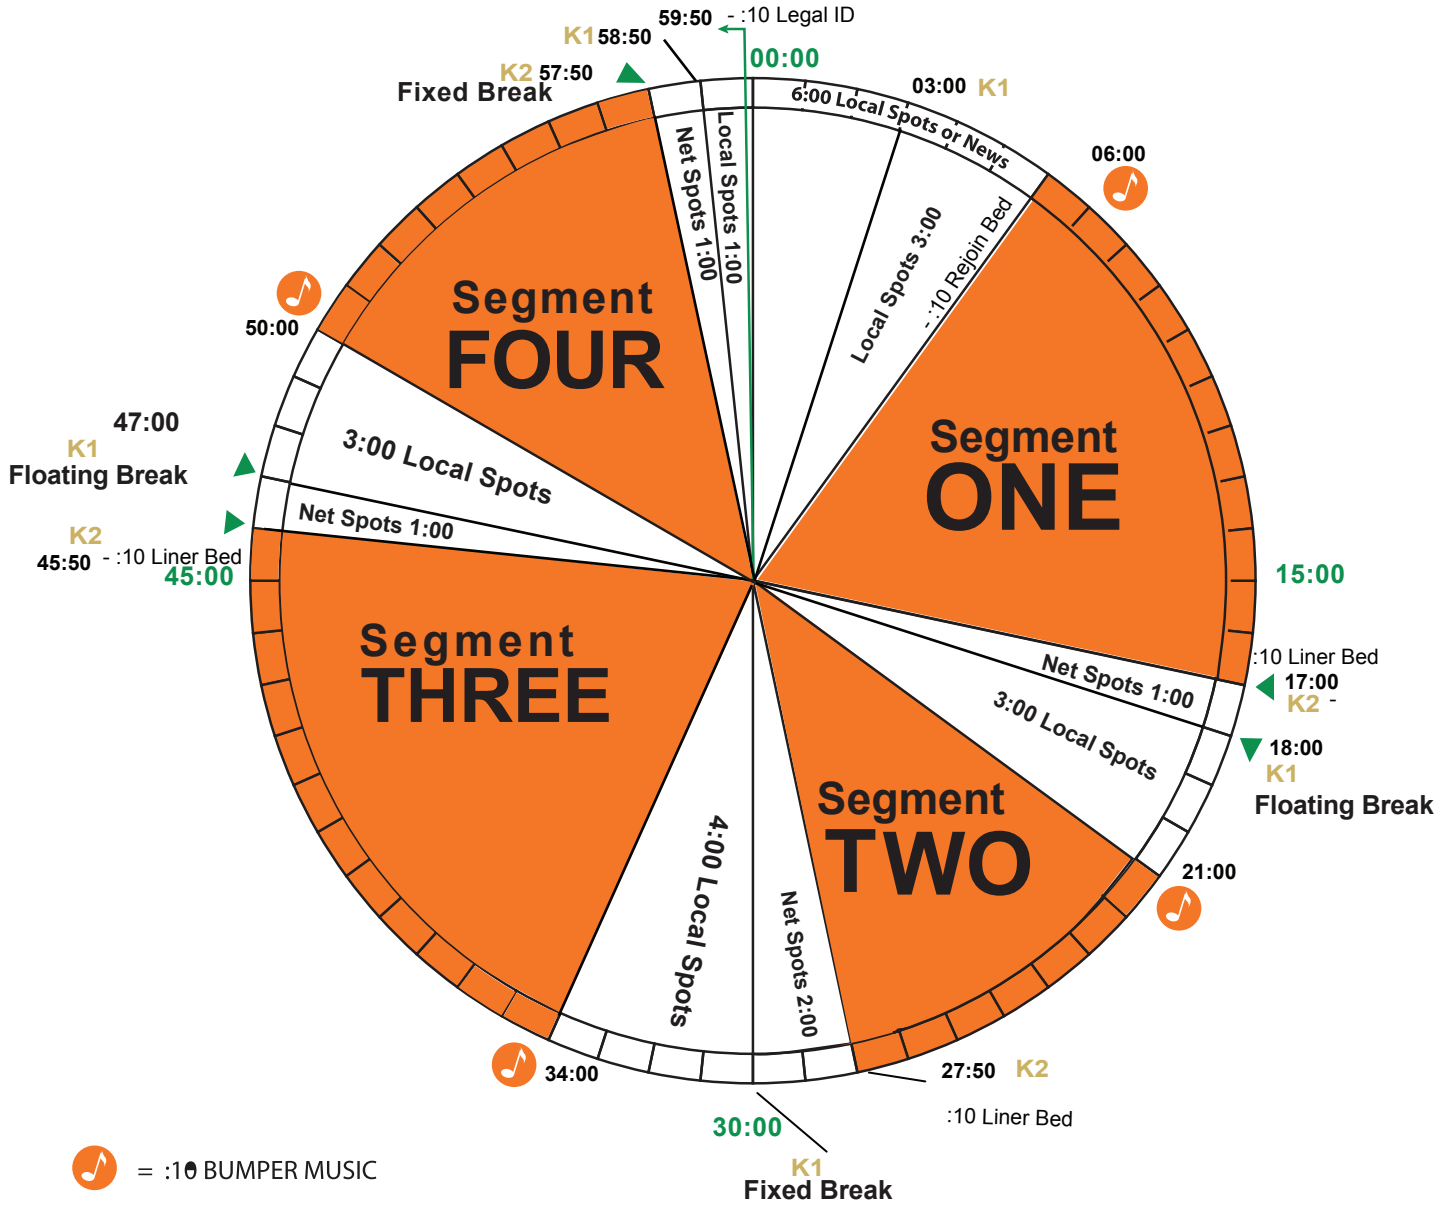 59:50 - :10 Legal ID
K1 58:50
00:00
K2 57:50
Fixed Break
03:00 K1
6:00 Local Spots or News
06:00
Net Spots 1:00
Local Spots 1:00
Local Spots 3:00
- :10 Rejoin Bed
Segment
FOUR
50:00
Segment
ONE
47:00
K1
Floating Break
3:00 Local Spots
Net Spots 1:00
K2
45:50 - :10 Liner Bed
45:00
15:00
Segment
THREE
:10 Liner Bed
17:00
K2 -
Net Spots 1:00
3:00 Local Spots
18:00
K1
Floating Break
Segment
TWO
21:00
4:00 Local Spots
Net Spots 2:00
34:00
27:50 K2
:10 Liner Bed
30:00
K1
Fixed Break
= :10 BUMPER MUSIC